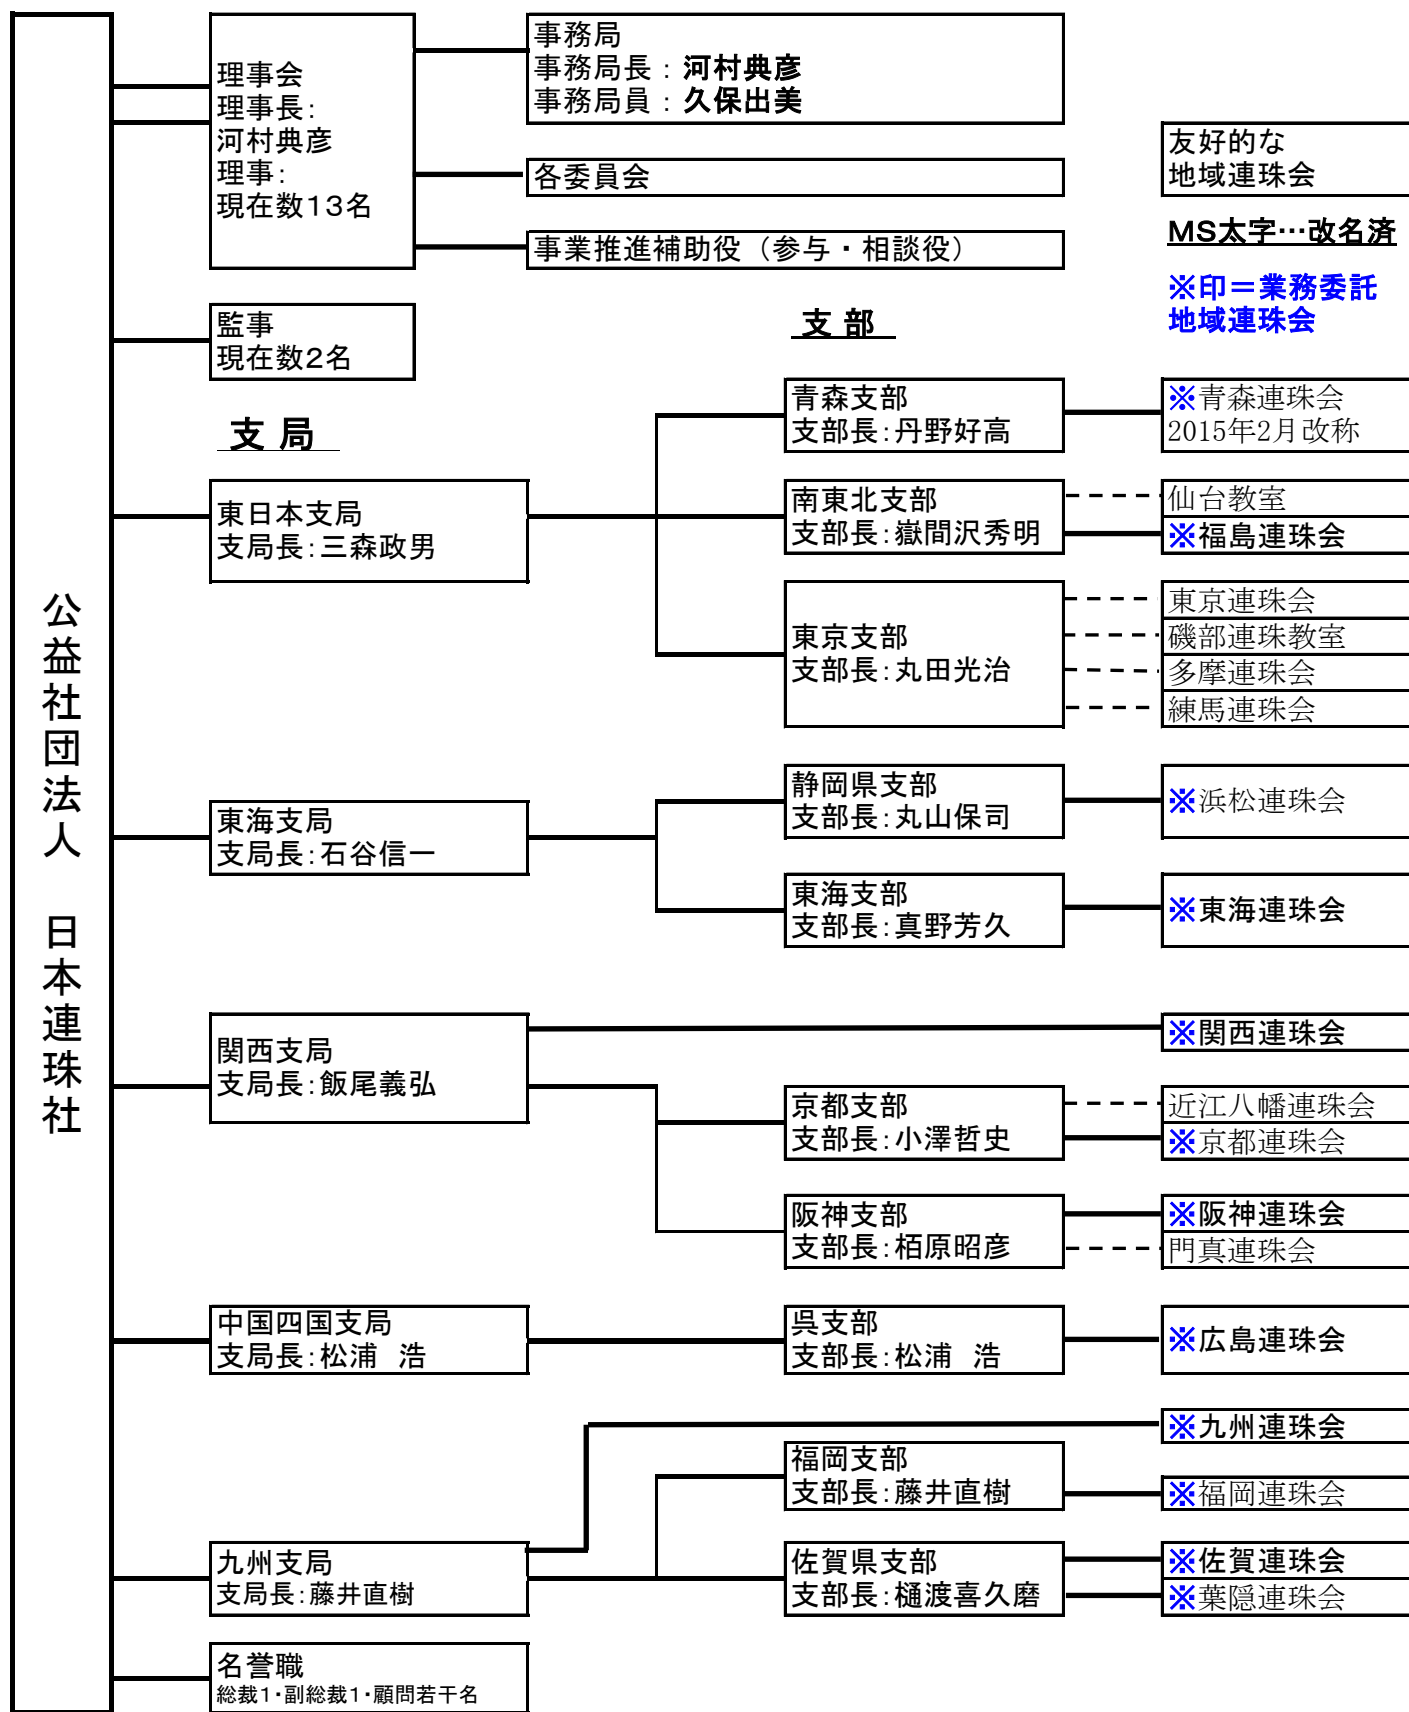 公益社団法人　日本連珠社
理事会
理事長：
河村典彦
理事：
現在数13名
事務局
事務局長：河村典彦
事務局員：久保出美
各委員会
事業推進補助役（参与・相談役）
友好的な
地域連珠会
MS太字…改名済
※印＝業務委託
地域連珠会
監事
現在数2名
支部
支局
東日本支局
支局長：三森政男
青森支部
支部長：丹野好高
※青森連珠会
2015年2月改称
南東北支部
支部長：嶽間沢秀明
仙台教室
※福島連珠会
東京支部
支部長：丸田光治
東京連珠会
磯部連珠教室
多摩連珠会
練馬連珠会
東海支局
支局長：石谷信一
静岡県支部
支部長：丸山保司
※浜松連珠会
東海支部
支部長：真野芳久
※東海連珠会
関西支局
支局長：飯尾義弘
※関西連珠会
京都支部
支部長：小澤哲史
近江八幡連珠会
※京都連珠会
阪神支部
支部長：栢原昭彦
※阪神連珠会
門真連珠会
中国四国支局
支局長：松浦　浩
呉支部
支部長：松浦　浩
※広島連珠会
九州支局
支局長：藤井直樹
※九州連珠会
福岡支部
支部長：藤井直樹
※福岡連珠会
佐賀県支部
支部長：樋渡喜久磨
※佐賀連珠会
※葉隠連珠会
名誉職
総裁1・副総裁1・顧問若干名